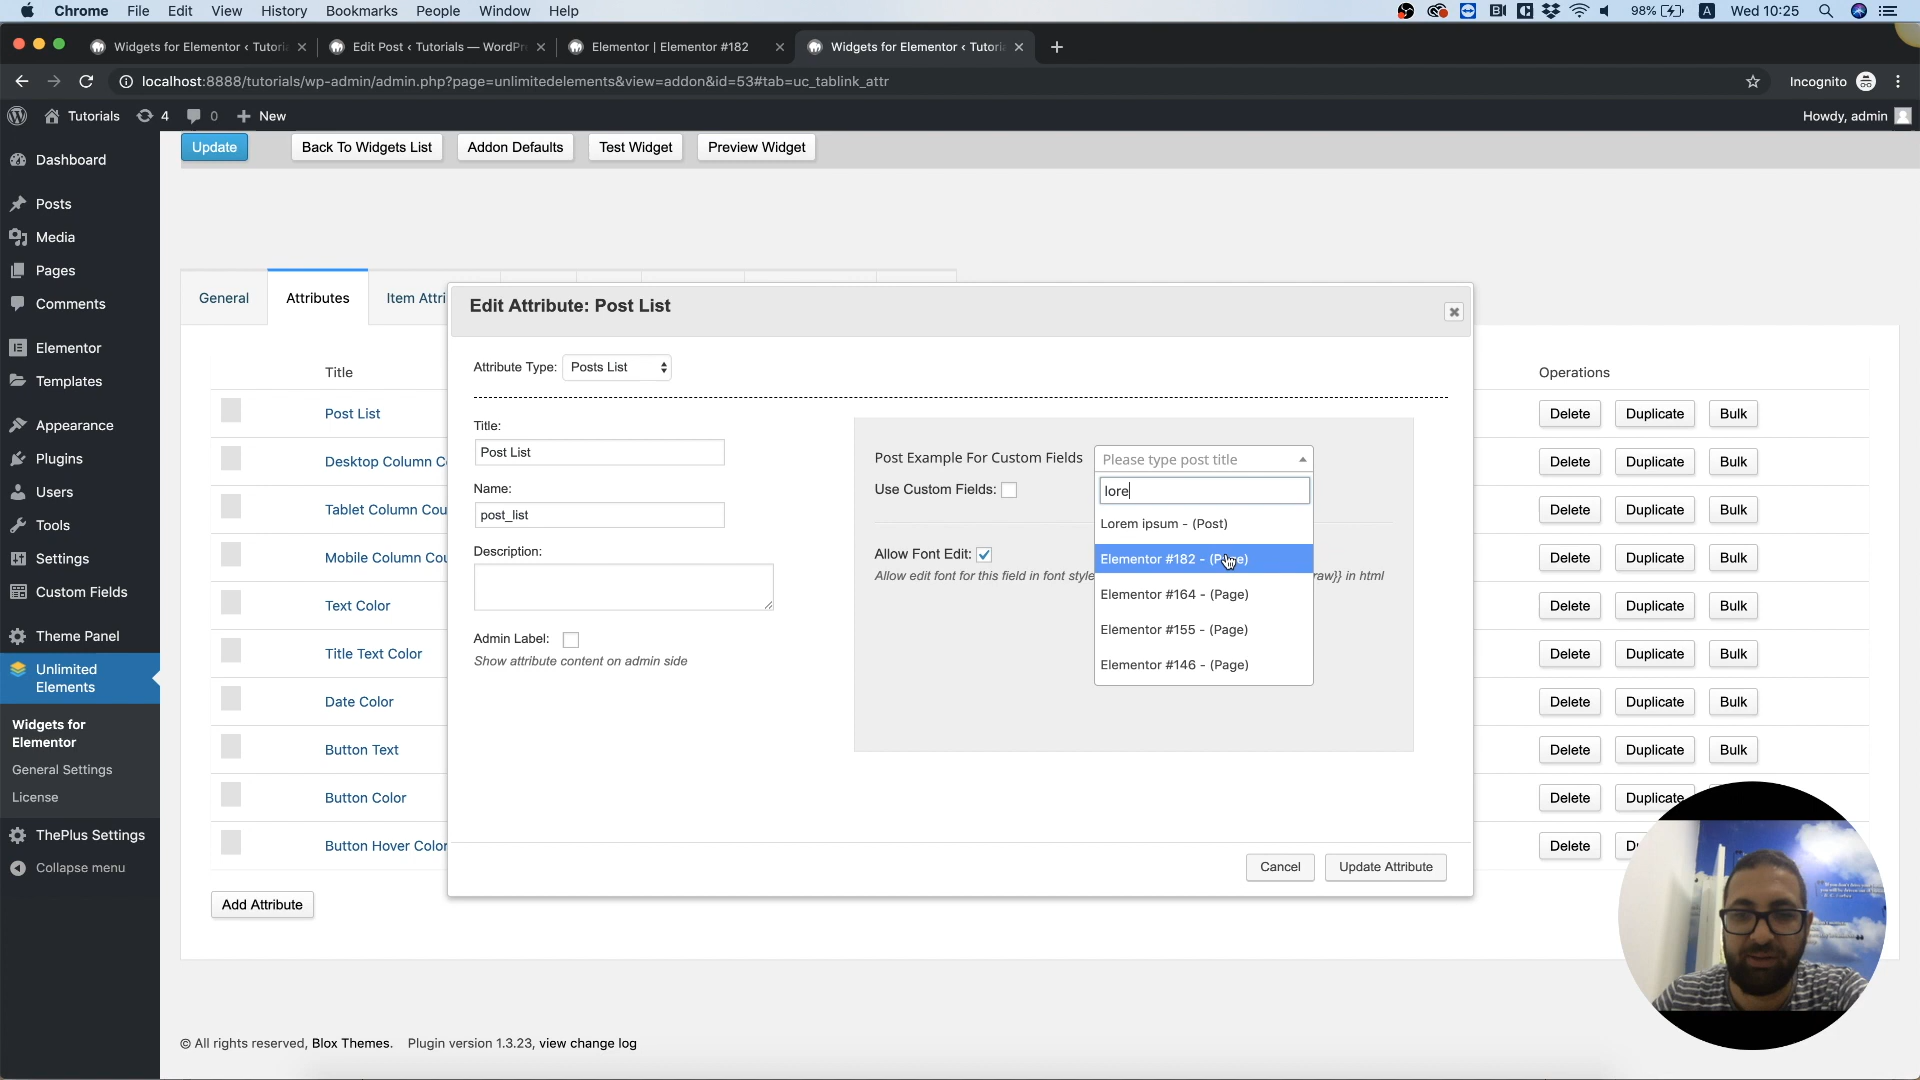 Chrome File Edit View History Bookmarks People Window Help 98% A Wed 10:25
Widgets for Elementor ‹ Tutoria
Edit Post ‹ Tutorials — WordPre
Elementor | Elementor #182
Widgets for Elementor ‹ Tutoria
localhost:8888/tutorials/wp-admin/admin.php?page=unlimitedelements&view=addon&id=53#tab=uc_tablink_attr
Incognito
Tutorials 4 0 New
Howdy, admin
Dashboard
Posts
Media
Pages
Comments
Elementor
Templates
Appearance
Plugins
Users
Tools
Settings
Custom Fields
Theme Panel
Unlimited
Elements
Widgets for
Elementor
General Settings
License
ThePlus Settings
Collapse menu
Update Back To Widgets List Addon Defaults Test Widget Preview Widget
General Attributes Item Attri
Title
Operations
Post List
Desktop Column C
Tablet Column Cou
Mobile Column Cou
Text Color
Title Text Color
Date Color
Button Text
Button Color
Button Hover Color
Delete Duplicate Bulk
Delete Duplicate Bulk
Delete Duplicate Bulk
Delete Duplicate Bulk
Delete Duplicate Bulk
Delete Duplicate Bulk
Delete Duplicate Bulk
Delete Duplicate Bulk
Delete Duplicate
Delete Du
Add Attribute
Edit Attribute: Post List
Attribute Type: Posts List
Title:
Post List
Name:
post_list
Description:
Admin Label:
Show attribute content on admin side
Post Example For Custom Fields Please type post title
Use Custom Fields:
lore
Lorem ipsum - (Post)
Elementor #182 - (Page)
Elementor #164 - (Page)
Elementor #155 - (Page)
Elementor #146 - (Page)
Allow Font Edit:
Allow edit font for this field in font style raw}} in html
Cancel Update Attribute
© All rights reserved, Blox Themes. Plugin version 1.3.23, view change log